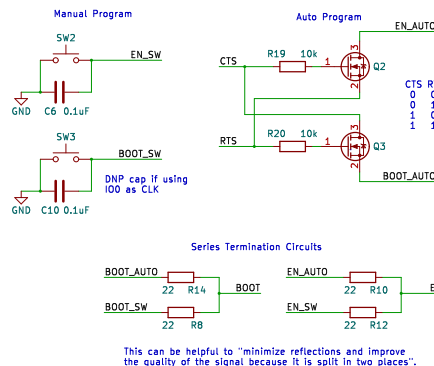 Manual Program
Auto Program
SW2
EN_SW
C6 0.1uF
GND
SW3
BOOT_SW
DNP cap if using
IO0 as CLK
C10 0.1uF
GND
EN_AUTO
CTS
R19 10k
1
3
2
Q2
RTS
R20 10k
1
3
2
Q3
BOOT_AUTO
CTS R
0
0
1
1
Series Termination Circuits
BOOT_AUTO
22 R14
BOOT
BOOT_SW
22 R8
EN_AUTO
22 R10
EN_SW
22 R12
This can be helpful to "minimize reflections and improve
the quality of the signal because it is split in two places".